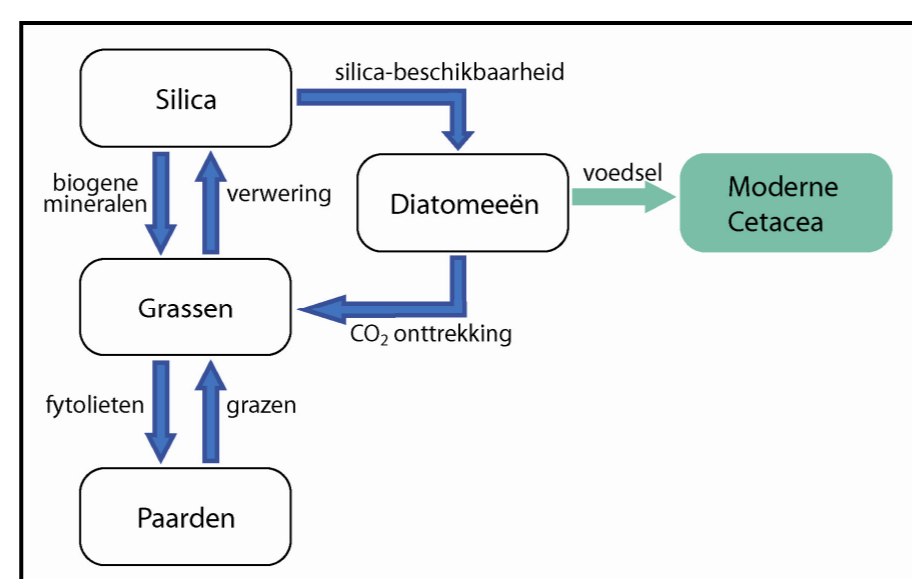 silica-beschikbaarheid
Silica
biogene
mineralen
verwering
voedsel
Diatomeeën
Moderne
Cetacea
Grassen
CO₂ onttrekking
fytolieten
grazen
Paarden